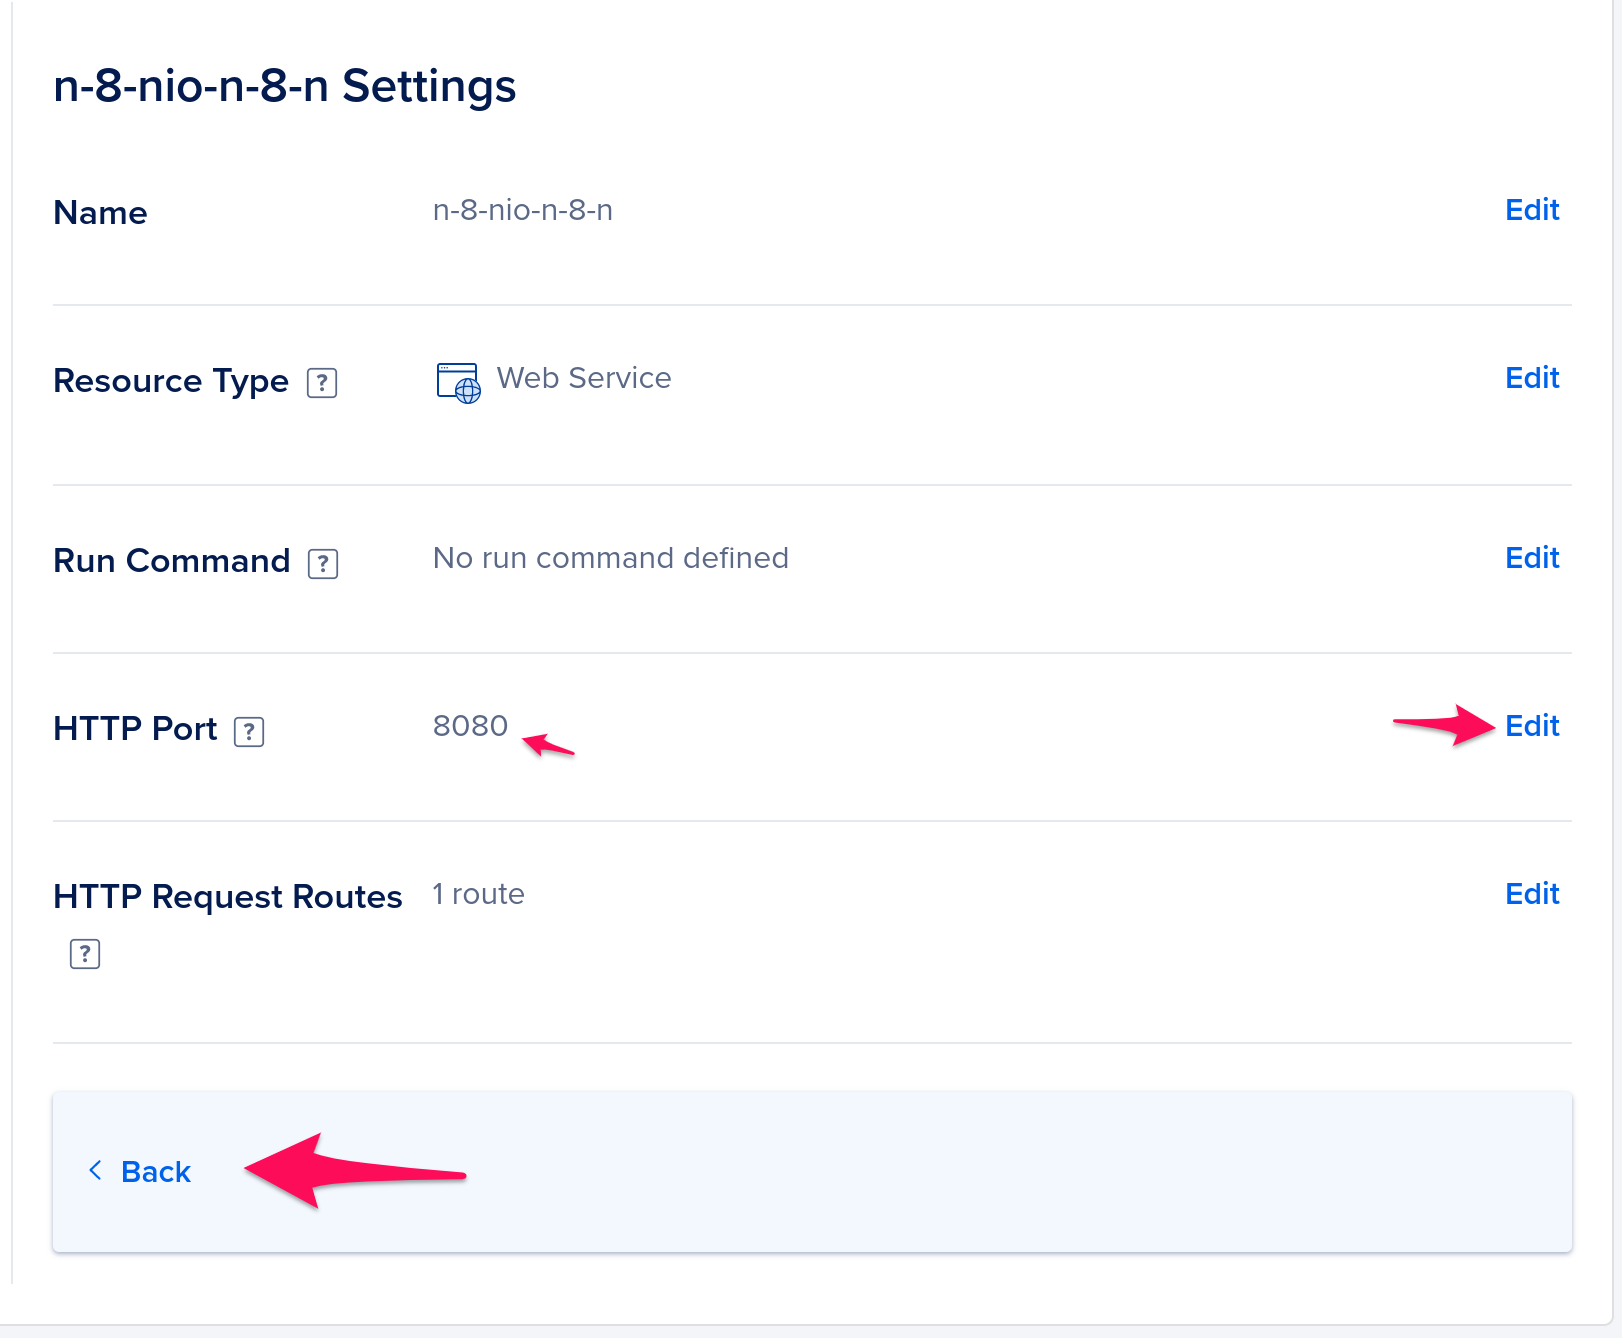 n-8-nio-n-8-n Settings
Name n-8-nio-n-8-n Edit
Resource Type ? Web Service Edit
Run Command ? No run command defined Edit
HTTP Port ? 8080 Edit
HTTP Request Routes 1 route Edit
?
Back